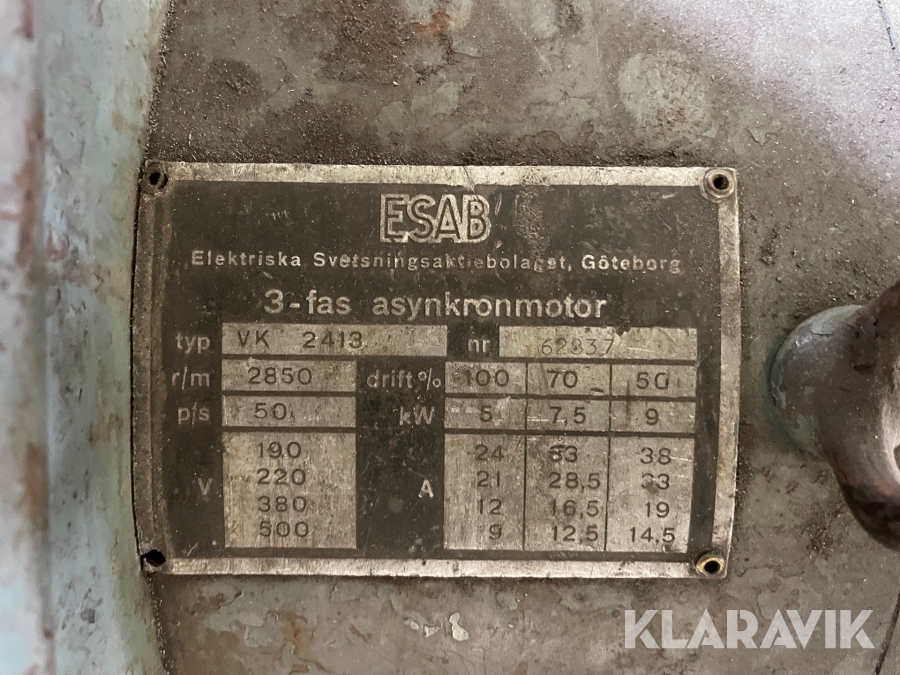 ESAB
Elektriska Svetsningsaktiebolaget, Göteborg
3-fas asynkronmotor
typ VK 2413 nr 62837
r/m 2850 drift % 100 70 50
p/s 50 kW 5 7,5 9
190 24 33 38
220 21 28,5 33
V A
380 12 16,5 19
500 9 12,5 14,5
KLARAVIK